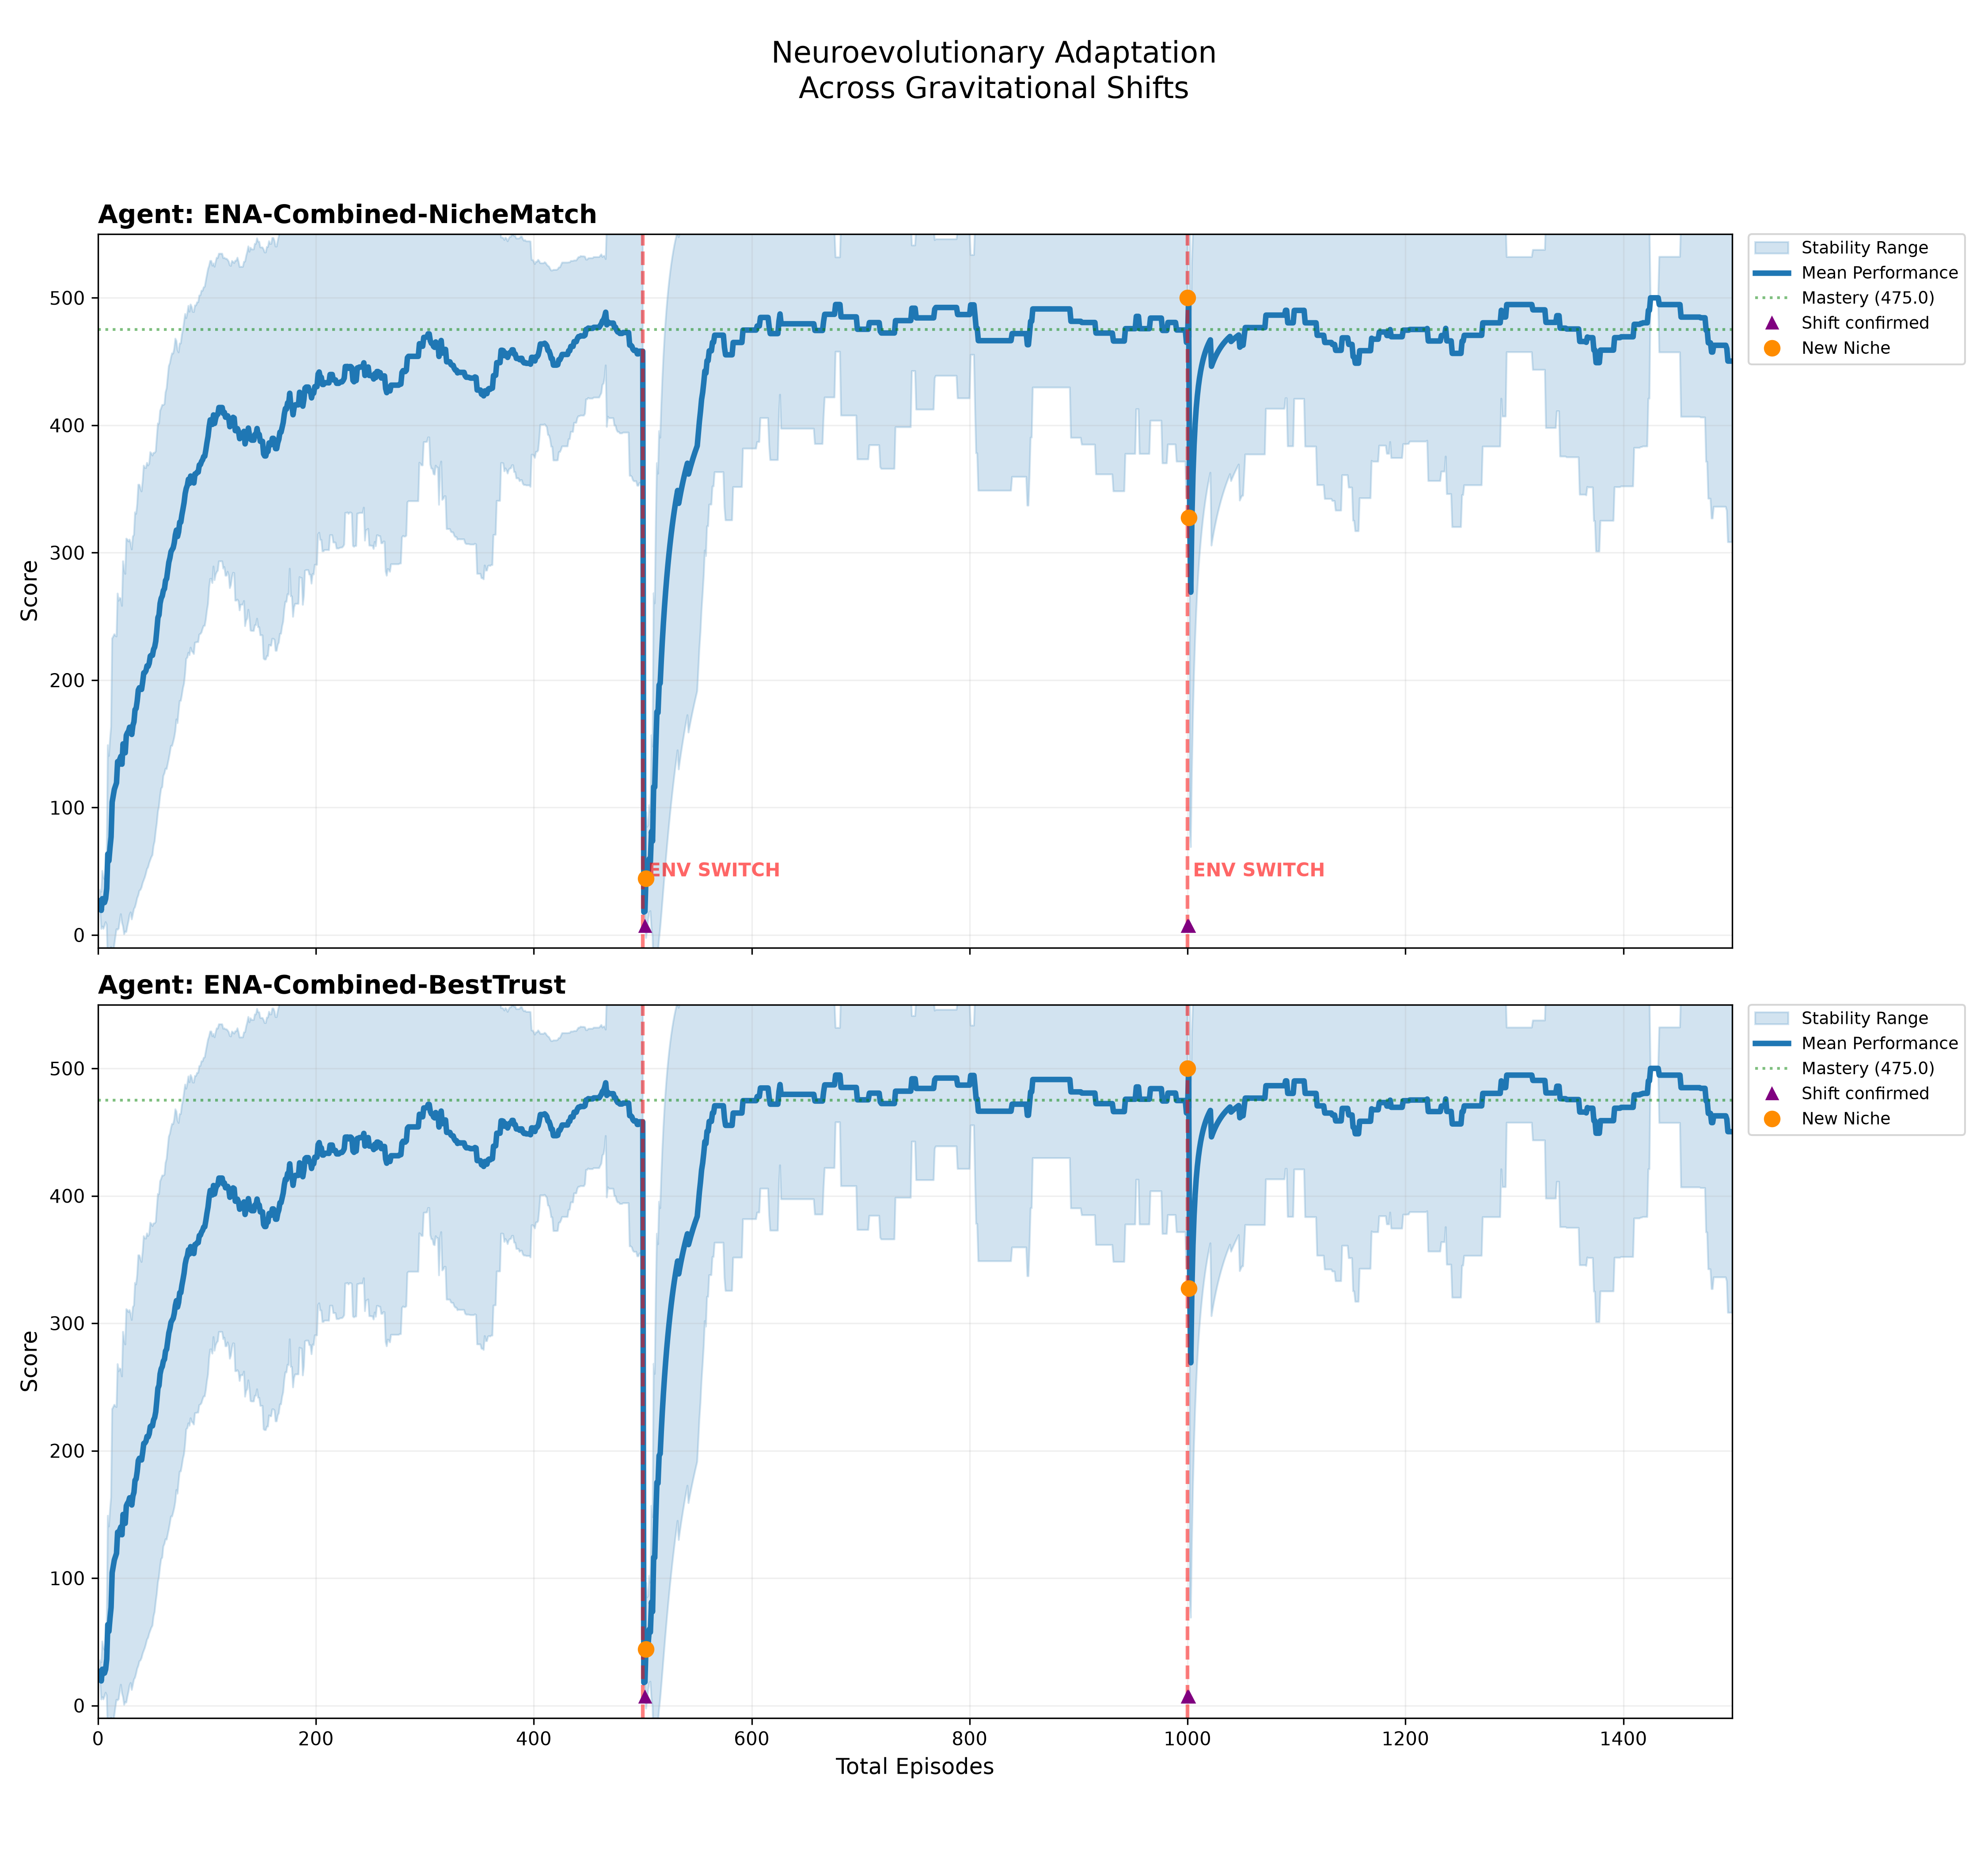 Neuroevolutionary Adaptation
Across Gravitational Shifts
Agent: ENA-Combined-NicheMatch
Score
500
400
300
200
100
0
ENV SWITCH
ENV SWITCH
Stability Range
Mean Performance
Mastery (475.0)
Shift confirmed
New Niche
Agent: ENA-Combined-BestTrust
Score
500
400
300
200
100
0
Stability Range
Mean Performance
Mastery (475.0)
Shift confirmed
New Niche
0 200 400 600 800 1000 1200 1400
Total Episodes